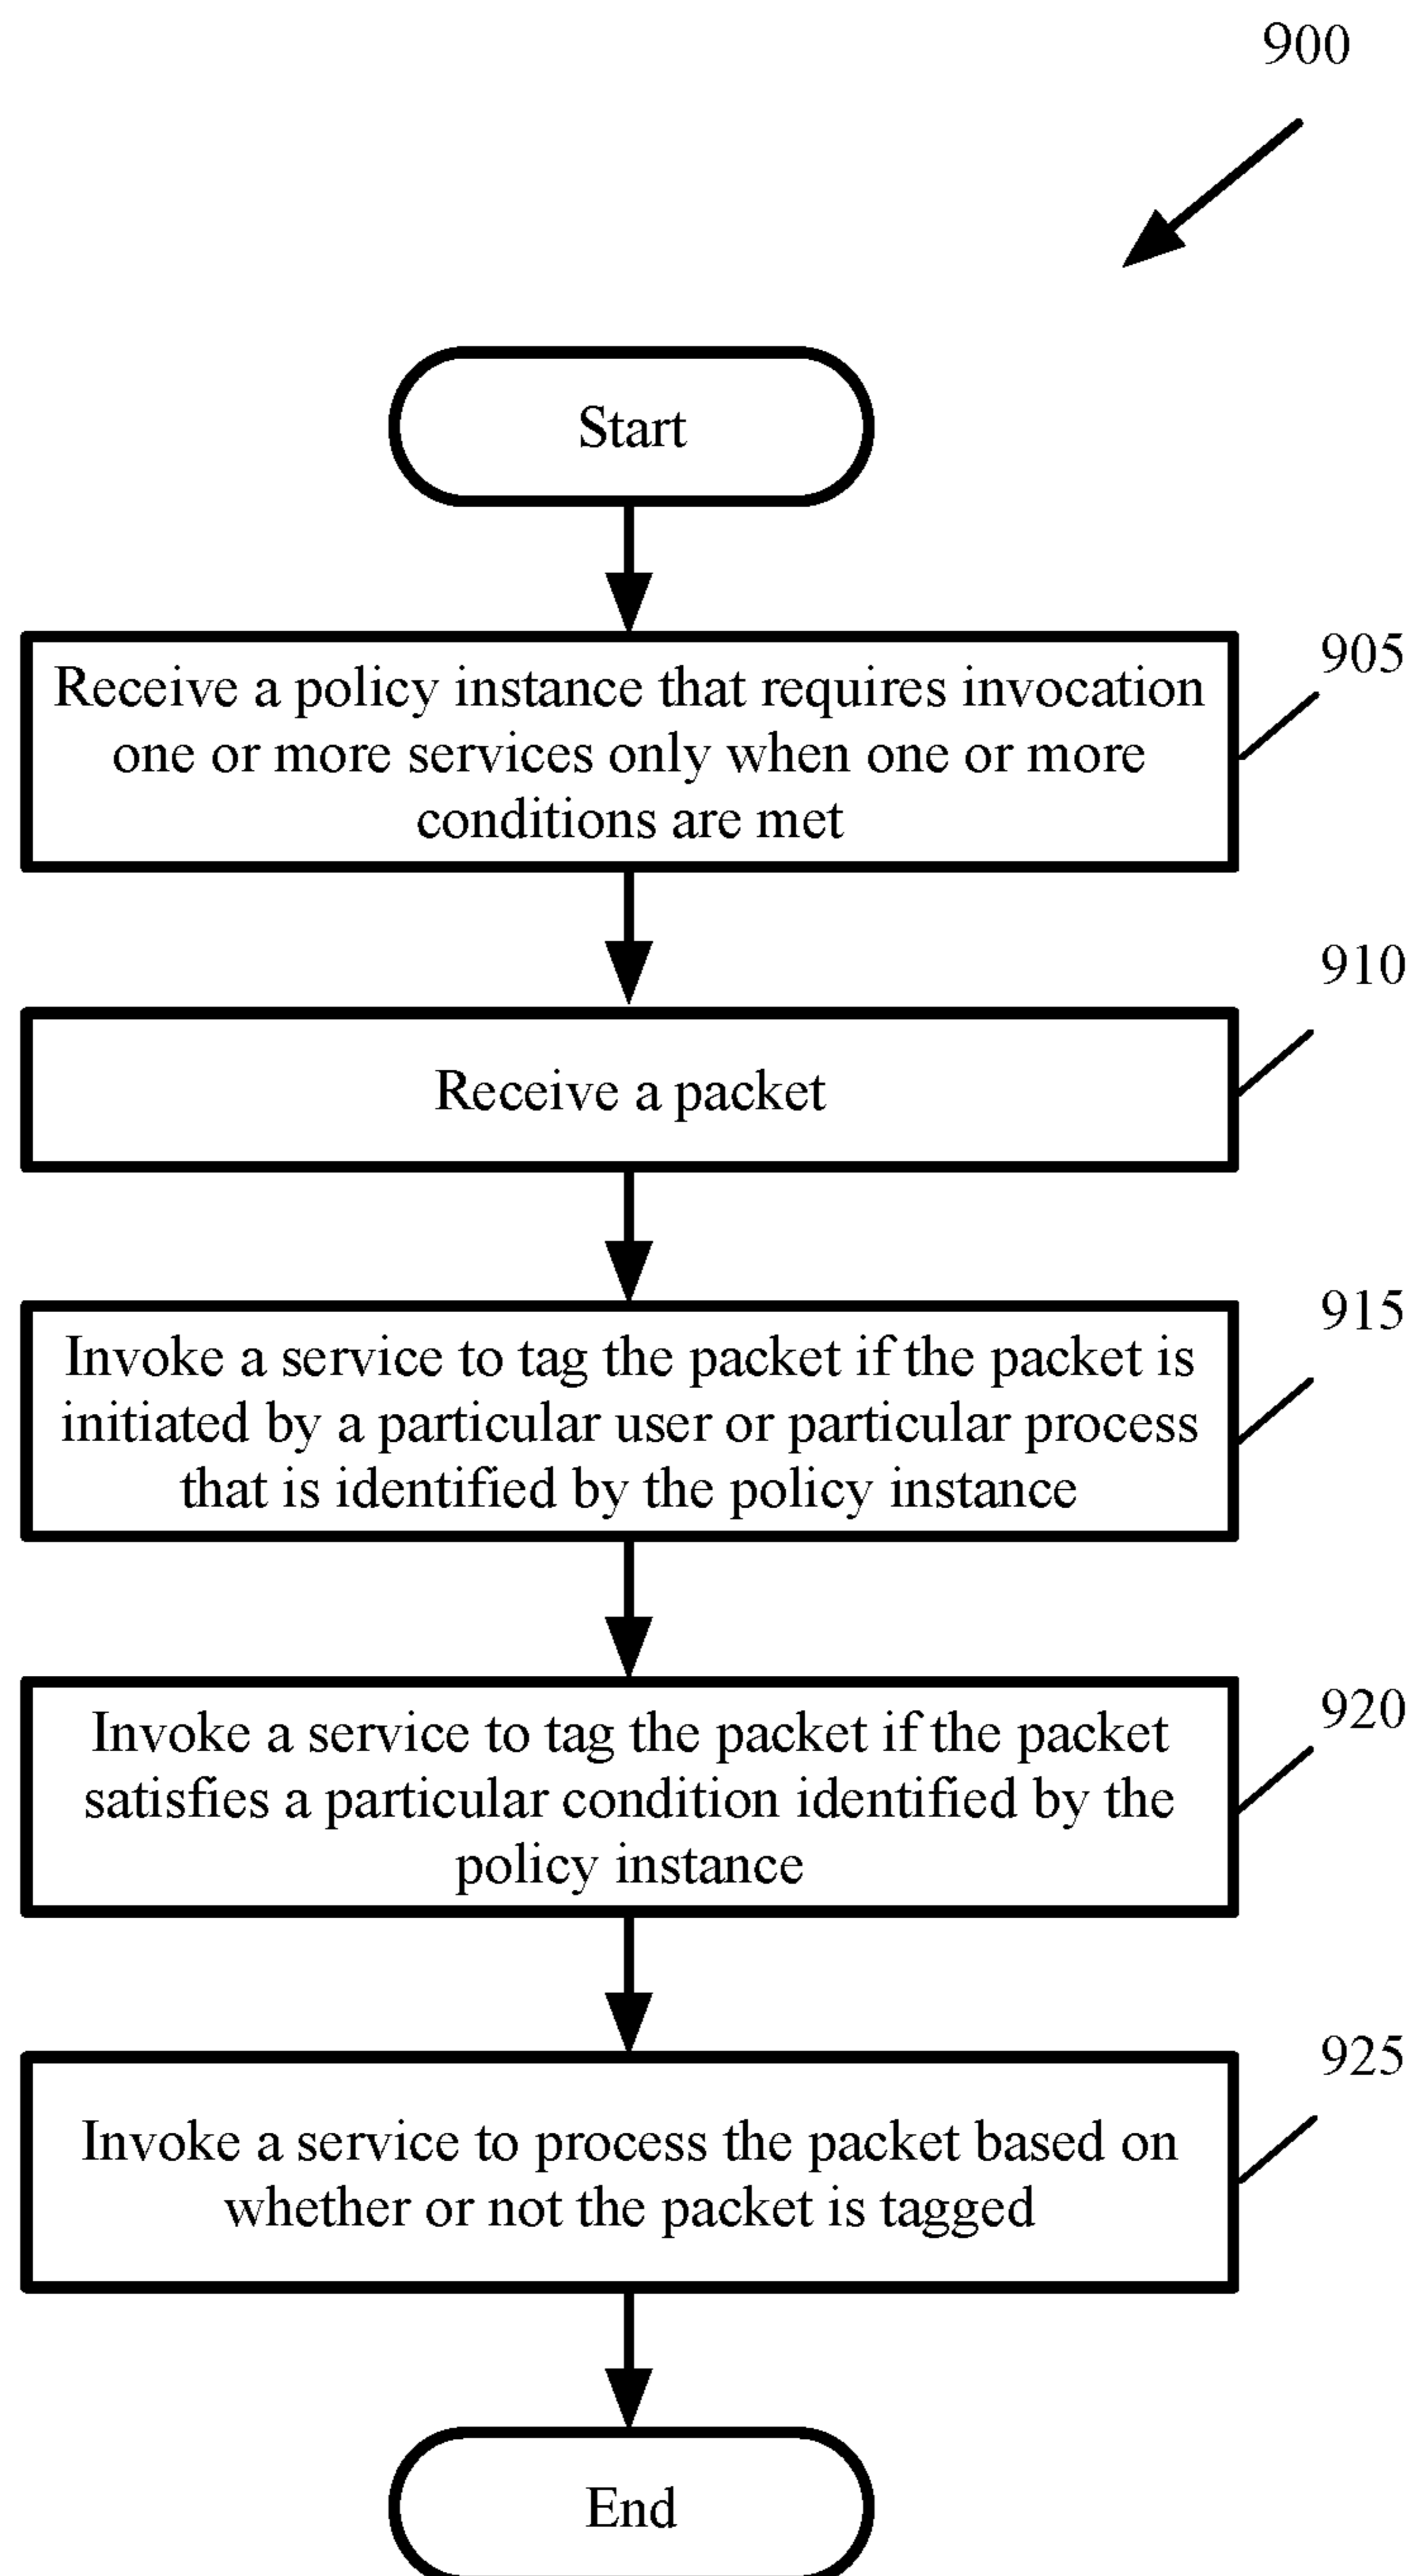 900
Start
Receive a policy instance that requires invocation
one or more services only when one or more
conditions are met
905
Receive a packet
910
Invoke a service to tag the packet if the packet is
initiated by a particular user or particular process
that is identified by the policy instance
915
Invoke a service to tag the packet if the packet
satisfies a particular condition identified by the
policy instance
920
Invoke a service to process the packet based on
whether or not the packet is tagged
925
End